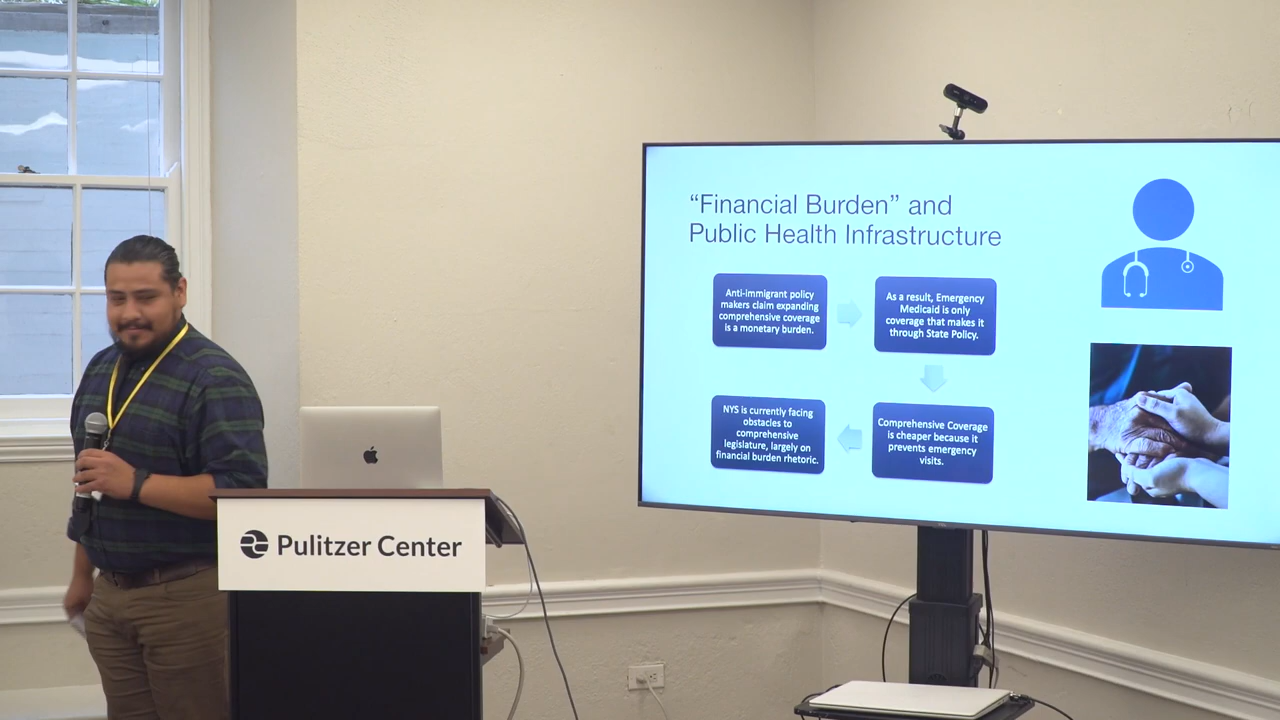 “Financial Burden” and
Public Health Infrastructure
Anti-immigrant policy
makers claim expanding
comprehensive coverage
is a monetary burden.
As a result, Emergency
Medicaid is only
coverage that makes it
through State Policy.
Comprehensive Coverage
is cheaper because it
prevents emergency
visits.
NYS is currently facing
obstacles to
comprehensive
legislature, largely on
financial burden rhetoric.
Pulitzer Center